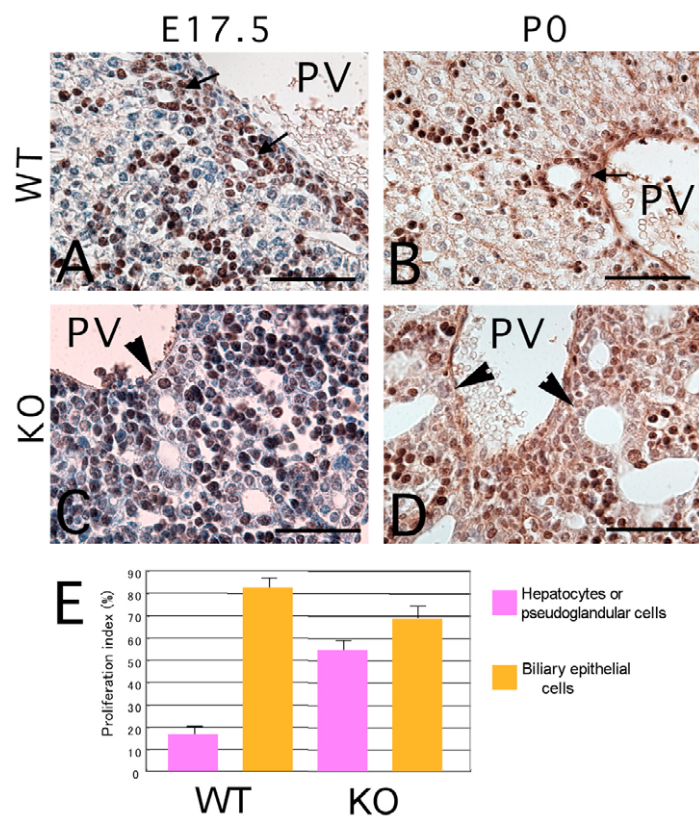 E17.5 P0
WT
PV
A
PV
B
KO
PV
C
PV
D
E
Proliferation index (%)
90
80
70
60
50
40
30
20
10
0
WT KO
Hepatocytes or
pseudoglandular cells
Biliary epithelial
cells